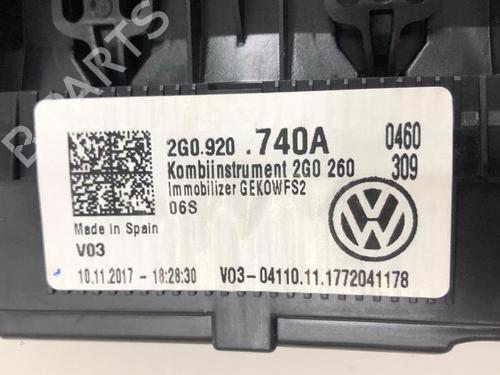 B PARTS
2G0.920 .740A 0460
Kombiinstrument 2G0 260 309
Immobilizer GEKOWFS2
06S
Made in Spain
V03
10.11.2017 - 18:28:30 V03-04110.11.1772041178